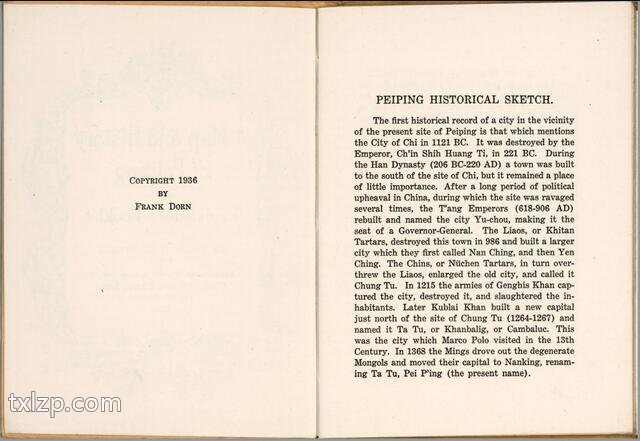 COPYRIGHT 1936
BY
FRANK DORN
PEIPING HISTORICAL SKETCH.
The first historical record of a city in the vicinity
of the present site of Peiping is that which mentions
the City of Chi in 1121 BC. It was destroyed by the
Emperor, Ch'in Shih Huang Ti, in 221 BC. During
the Han Dynasty (206 BC-220 AD) a town was built
to the south of the site of Chi, but it remained a place
of little importance. After a long period of political
upheaval in China, during which the site was ravaged
several times, the T'ang Emperors (618-906 AD)
rebuilt and named the city Yu-chou, making it the
seat of a Governor-General. The Liaos, or Khitan
Tartars, destroyed this town in 986 and built a larger
city which they first called Nan Ching, and then Yen
Ching. The Chins, or Nüchen Tartars, in turn over-
threw the Liaos, enlarged the old city, and called it
Chung Tu. In 1215 the armies of Genghis Khan cap-
tured the city, destroyed it, and slaughtered the in-
habitants. Later Kublai Khan built a new capital
just north of the site of Chung Tu (1264-1267) and
named it Ta Tu, or Khanbalig, or Cambaluc. This
was the city which Marco Polo visited in the 13th
Century. In 1368 the Mings drove out the degenerate
Mongols and moved their capital to Nanking, renam-
ing Ta Tu, Pei P'ing (the present name).
txlzp.com